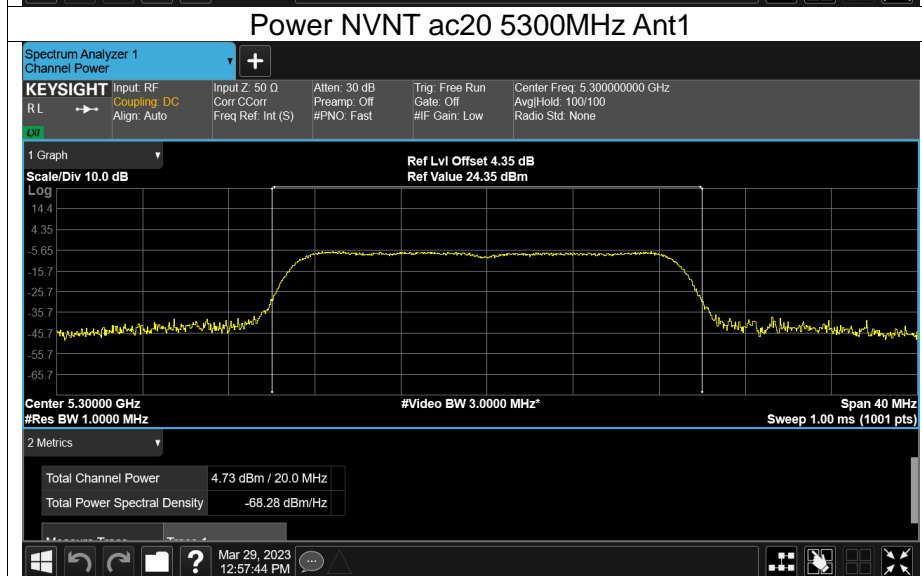 Power NVNT ac20 5300MHz Ant1
Spectrum Analyzer 1
Channel Power
KEYSIGHT Input: RF Input Z: 50 Ω Atten: 30 dB Trig: Free Run Center Freq: 5.300000000 GHz
RL Coupling: DC Corr CCorr Preamp: Off Gate: Off Avg|Hold: 100/100
Align: Auto Freq Ref: Int (S) #PNO: Fast #IF Gain: Low Radio Std: None
LXI
1 Graph
Ref Lvl Offset 4.35 dB
Scale/Div 10.0 dB Ref Value 24.35 dBm
Log
14.4
4.35
-5.65
-15.7
-25.7
-35.7
-45.7
-55.7
-65.7
Center 5.30000 GHz #Video BW 3.0000 MHz* Span 40 MHz
#Res BW 1.0000 MHz Sweep 1.00 ms (1001 pts)
2 Metrics
Total Channel Power 4.73 dBm / 20.0 MHz
Total Power Spectral Density -68.28 dBm/Hz
? Mar 29, 2023
12:57:44 PM